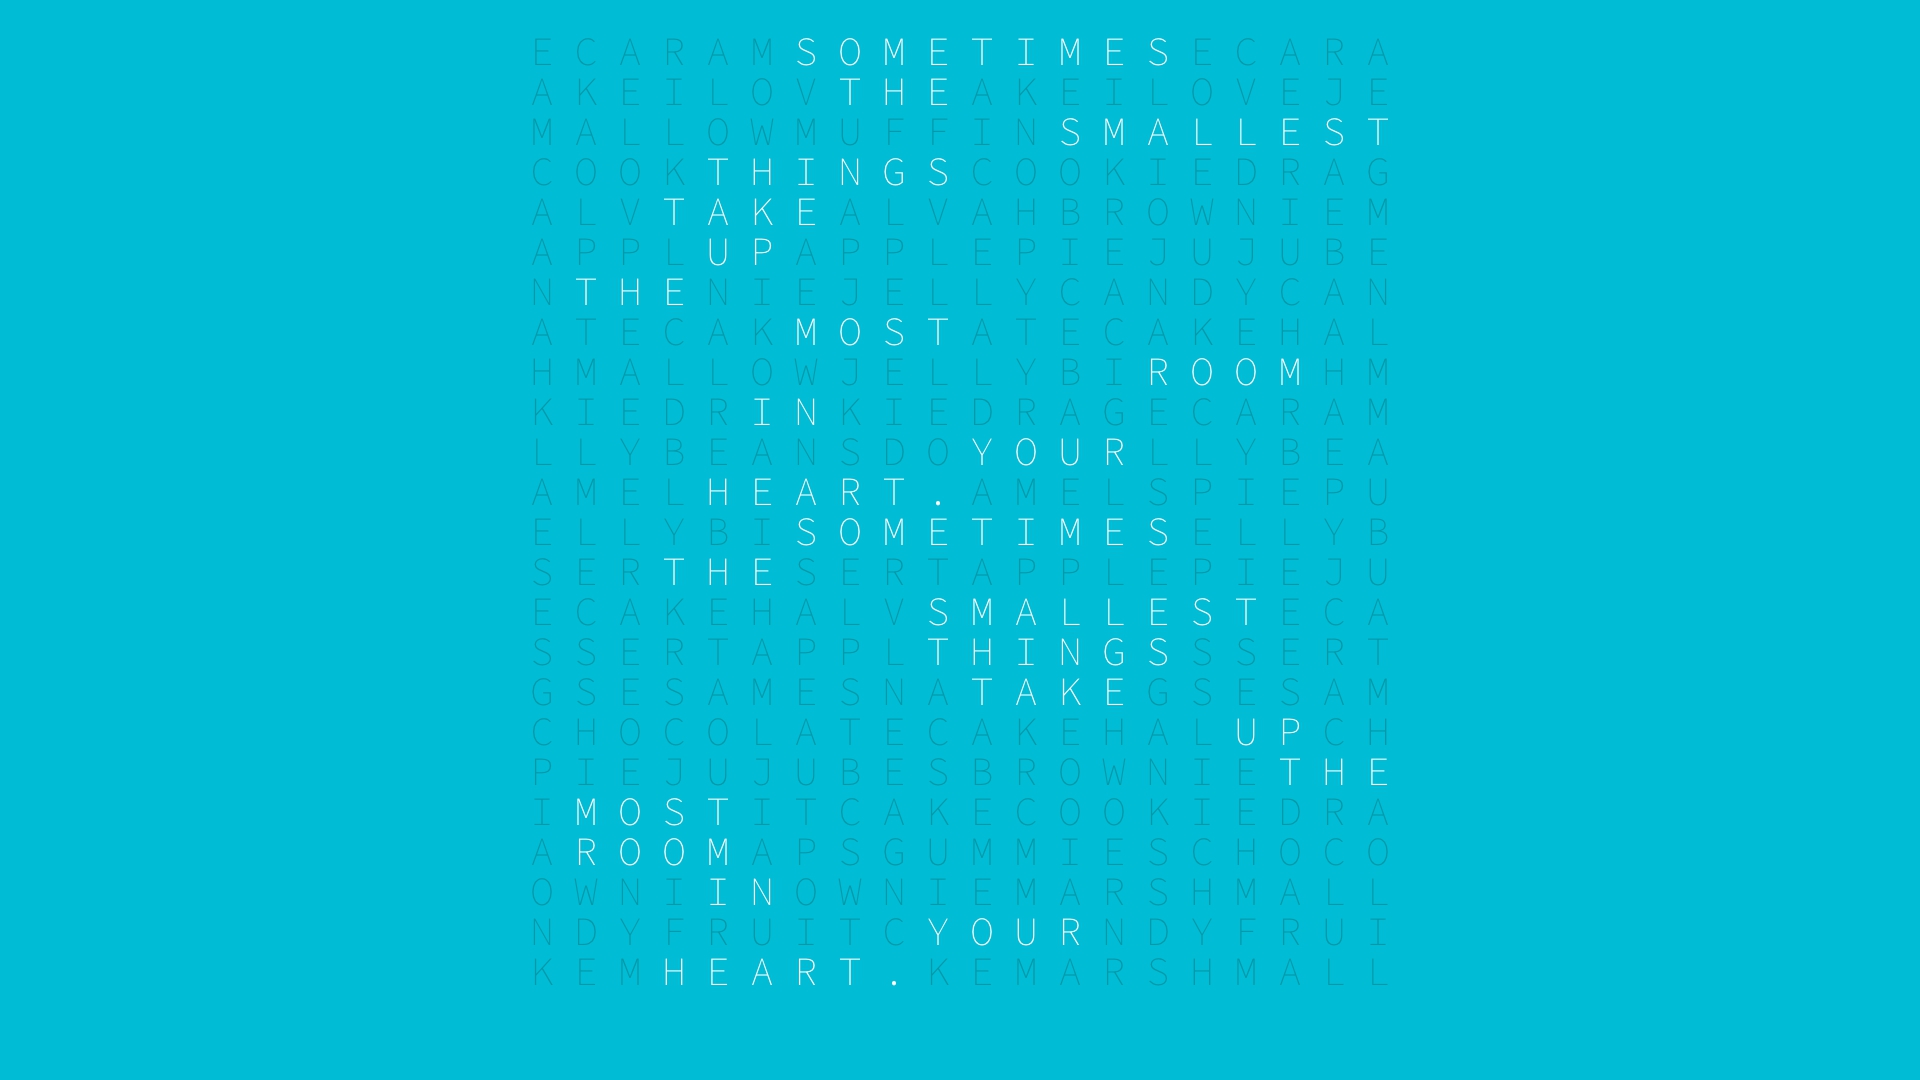 ECARAMSOMETIMESECARA
AKEILOVTHEAKEILOVEJE
MALLOWMUFFINSMALLEST
COOKTHINGSCOOKIEDRAG
ALVTAKEALVAHBROWNIEM
APPLUPAPPLEPIEJUJUBE
NTHENIEJELLYCANDYCAN
ATECAKMOSTATECAKEHAL
HMALLOWJELLYBIROOMHM
KIEDRINKIEDRAGECARAM
LLYBEANSDOYOURLLYBEA
AMELHEART.AMELSPIEPU
ELLYBISOMETIMESELLYB
SERTHESERTAPPLEPIEJU
ECAKEHALVSMALLESTECA
SSERTAPPLTHINGSSSERT
GSESAMESNATAKEGSESAM
CHOCOLATECAKEHALUPCH
PIEJUJUBESBROWNIETHE
IMOSTITCAKECOOKIEDRA
AROOMAPSGUMMIESCHOCO
OWNIINOWNIEMARSHMALL
NDYFRUITCYOURNDYFRUI
KEMHEART.KEMARSHMALL